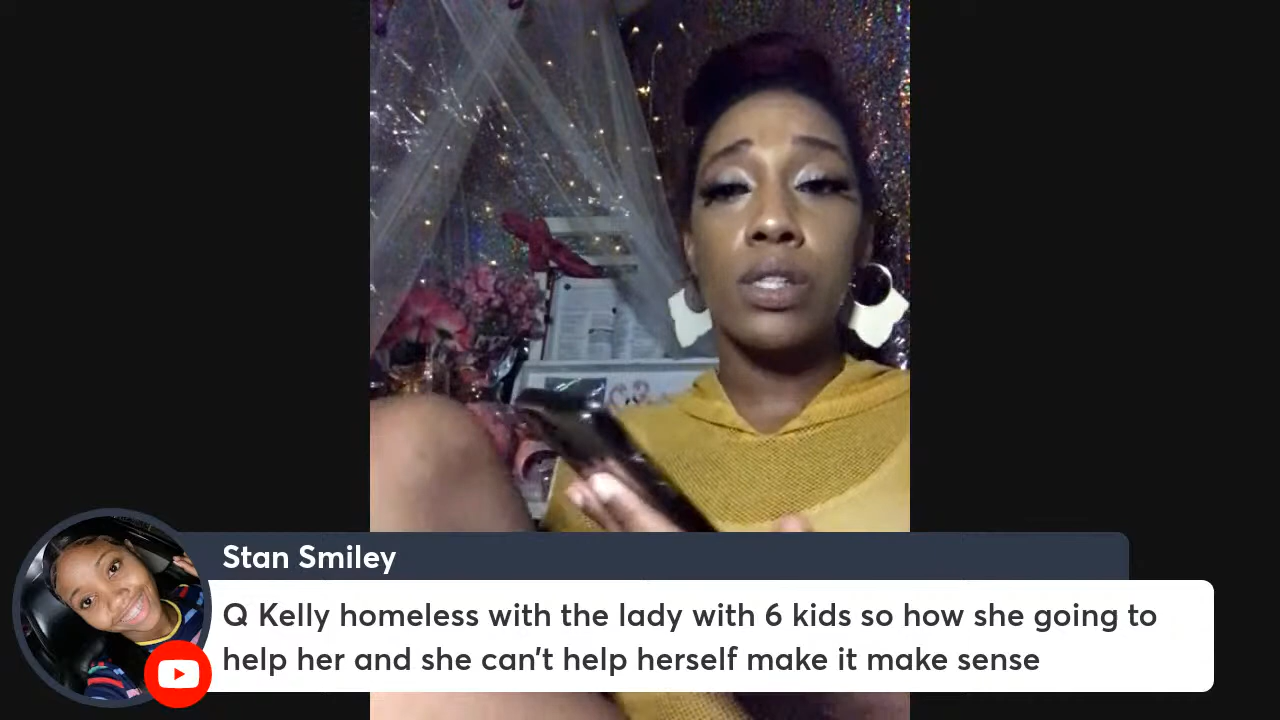 Stan Smiley
Q Kelly homeless with the lady with 6 kids so how she going to
help her and she can't help herself make it make sense